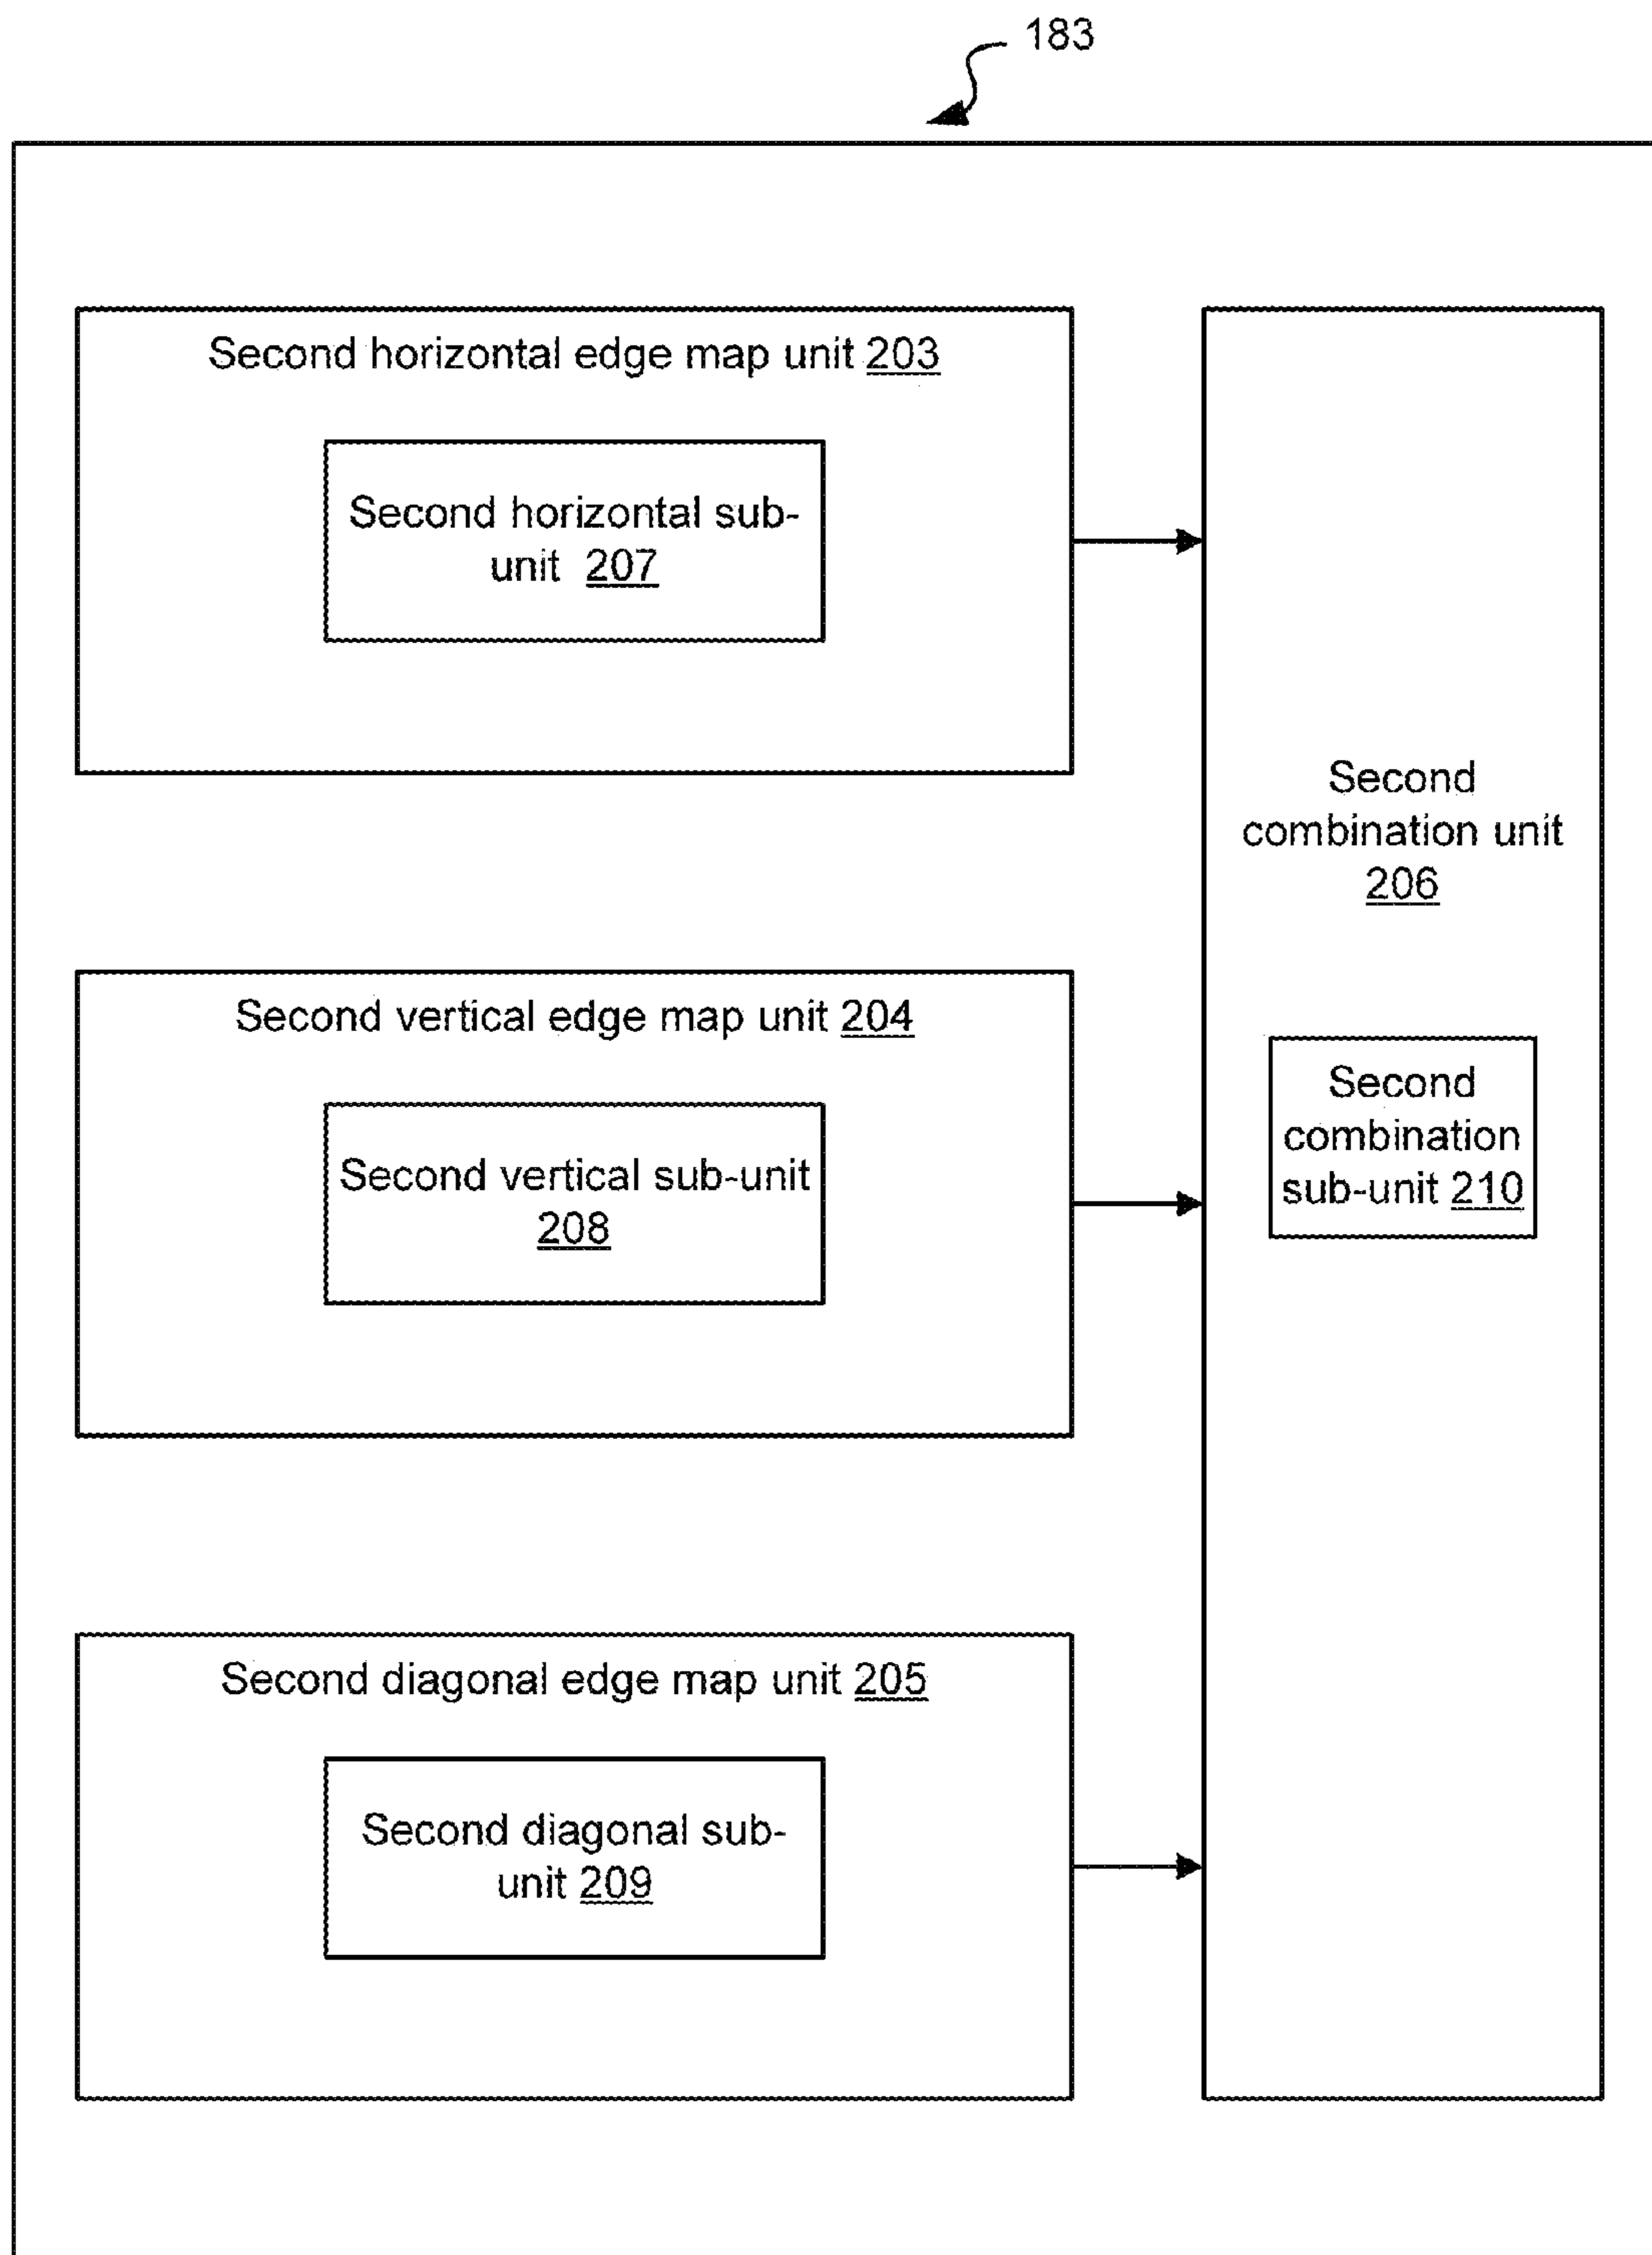 183
Second horizontal edge map unit 203
Second horizontal sub-
unit 207
Second
combination unit
206
Second vertical edge map unit 204
Second vertical sub-unit
208
Second
combination
sub-unit 210
Second diagonal edge map unit 205
Second diagonal sub-
unit 209